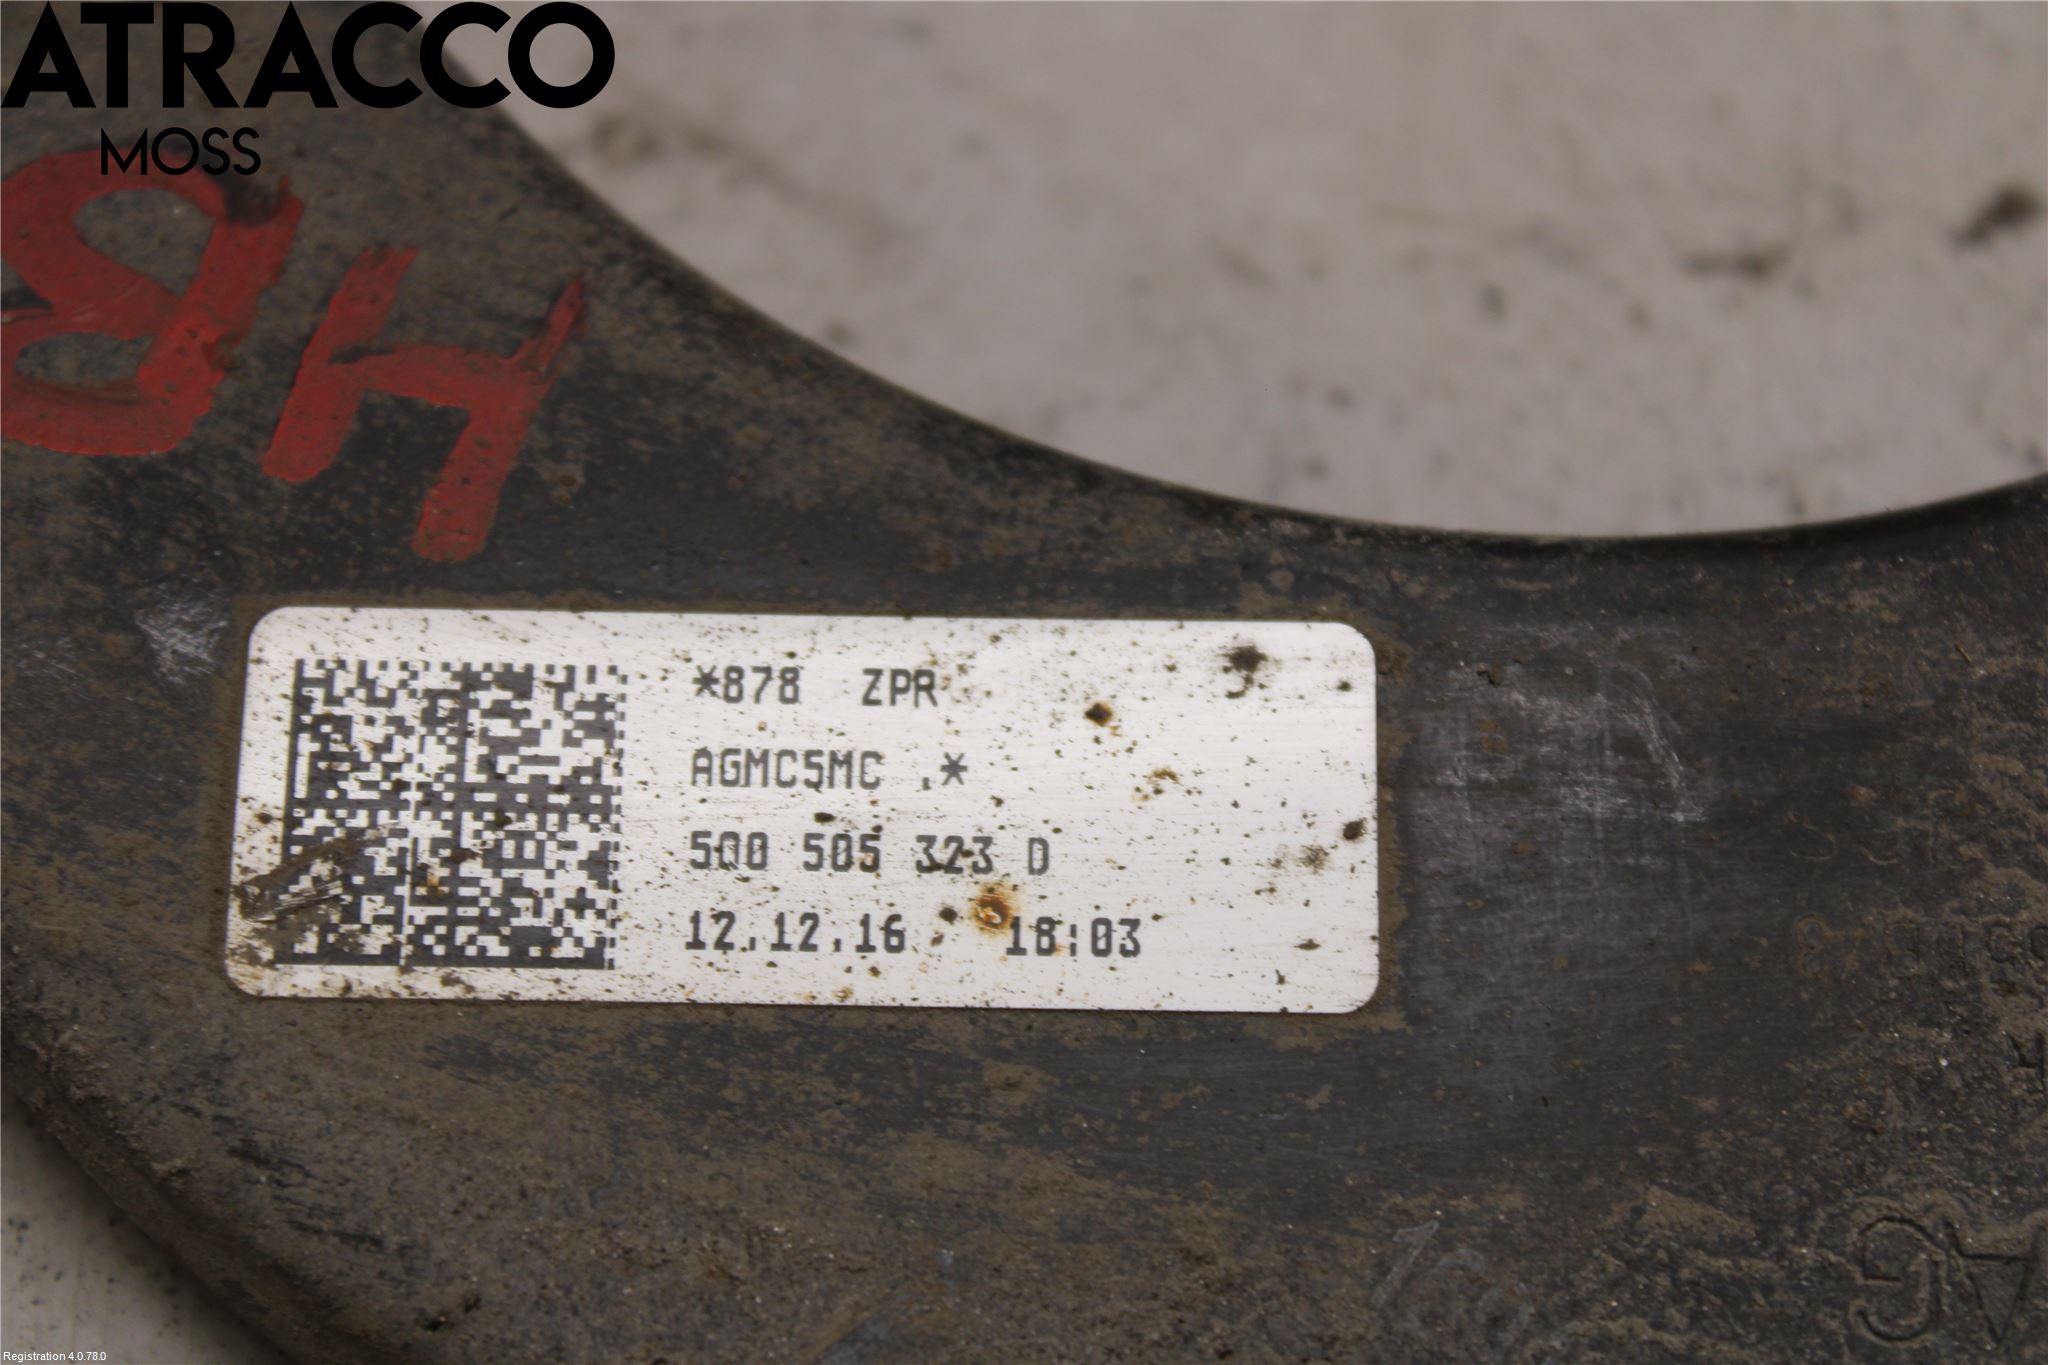 ATRACCO
MOSS
HB
*878 ZPR
AGMC5MC .*
5Q0 505 323 D
12.12.16 18:03
Registration 4.0.78.0